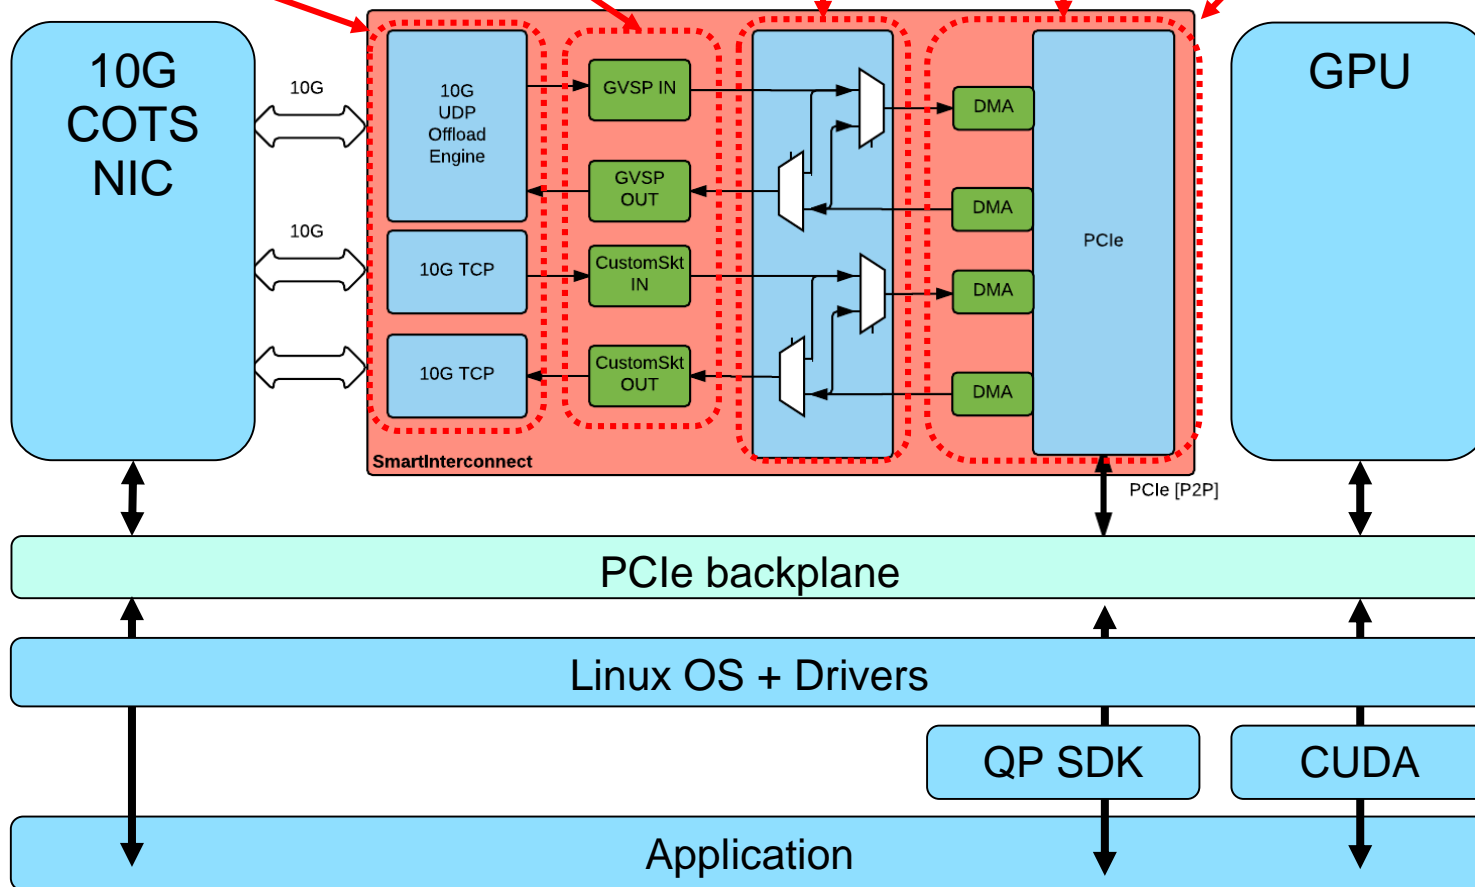 10G
COTS
NIC
10G
10G
10G
UDP
Offload
Engine
10G TCP
10G TCP
GVSP IN
GVSP
OUT
CustomSkt
IN
CustomSkt
OUT
DMA
DMA
DMA
DMA
PCIe
SmartInterconnect
GPU
PCIe [P2P]
PCIe backplane
Linux OS + Drivers
QP SDK
CUDA
Application